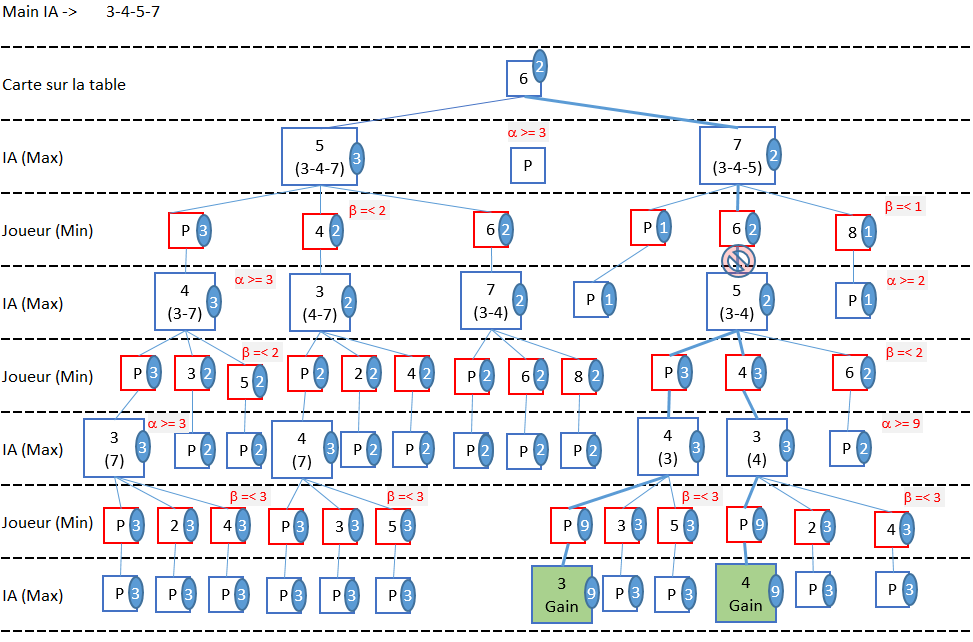 Main IA -> 3-4-5-7
Carte sur la table
6 2
α >= 3
IA (Max)
5
(3-4-7)
3
P
7
(3-4-5)
2
β =< 2
β =< 1
Joueur (Min)
P 3
4 2
6 2
P 1
6 2
8 1
α >= 3
α >= 2
IA (Max)
4
(3-7)
3
3
(4-7)
2
7
(3-4)
2
P 1
5
(3-4)
2
P 1
β =< 2
β =< 2
Joueur (Min)
P 3
3 2
5 2
P 2
2 2
4 2
P 2
6 2
8 2
P 3
4 3
6 2
α >= 3
α >= 9
IA (Max)
3
(7)
3
P 2
P 2
4
(7)
3
P 2
P 2
P 2
P 2
P 2
4
(3)
3
3
(4)
3
P 2
β =< 3
β =< 3
β =< 3
β =< 3
Joueur (Min)
P 3
2 3
4 3
P 3
3 3
5 3
P 9
3 3
5 3
P 9
2 3
4 3
IA (Max)
P 3
P 3
P 3
P 3
P 3
P 3
3
Gain
9
P 3
P 3
4
Gain
9
P 3
P 3